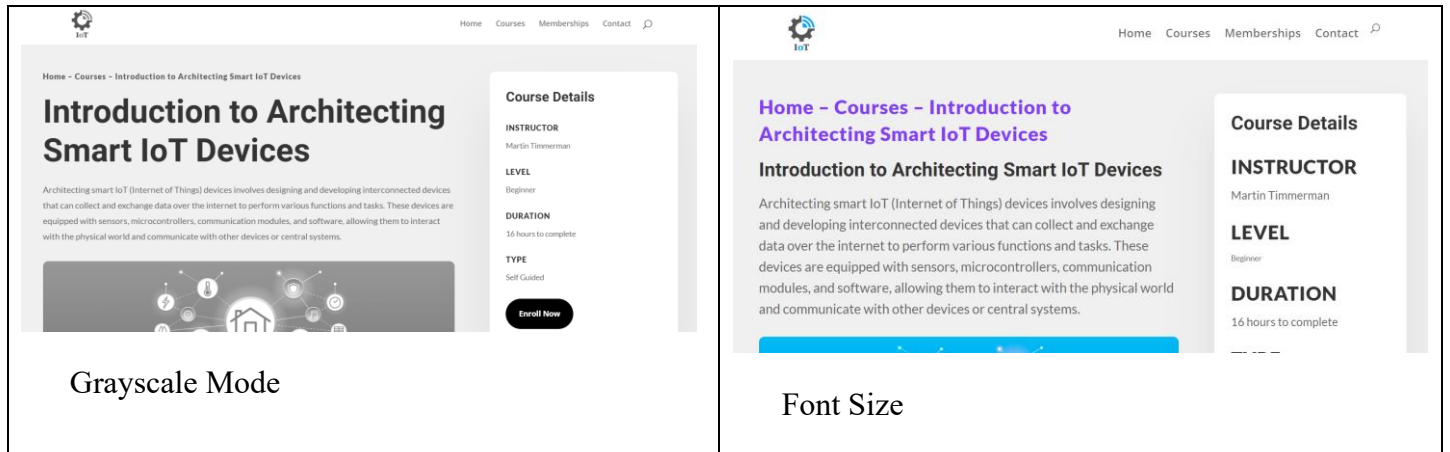 IoT
Home Courses Memberships Contact
Home – Courses – Introduction to Architecting Smart IoT Devices
Introduction to Architecting
Smart IoT Devices
Architecting smart IoT (Internet of Things) devices involves designing and developing interconnected devices
that can collect and exchange data over the internet to perform various functions and tasks. These devices are
equipped with sensors, microcontrollers, communication modules, and software, allowing them to interact
with the physical world and communicate with other devices or central systems.
Course Details
INSTRUCTOR
Martin Timmerman
LEVEL
Beginner
DURATION
16 hours to complete
TYPE
Self Guided
Enroll Now
Grayscale Mode
IoT
Home Courses Memberships Contact
Home – Courses – Introduction to
Architecting Smart IoT Devices
Introduction to Architecting Smart IoT Devices
Architecting smart IoT (Internet of Things) devices involves designing
and developing interconnected devices that can collect and exchange
data over the internet to perform various functions and tasks. These
devices are equipped with sensors, microcontrollers, communication
modules, and software, allowing them to interact with the physical world
and communicate with other devices or central systems.
Course Details
INSTRUCTOR
Martin Timmerman
LEVEL
Beginner
DURATION
16 hours to complete
Font Size